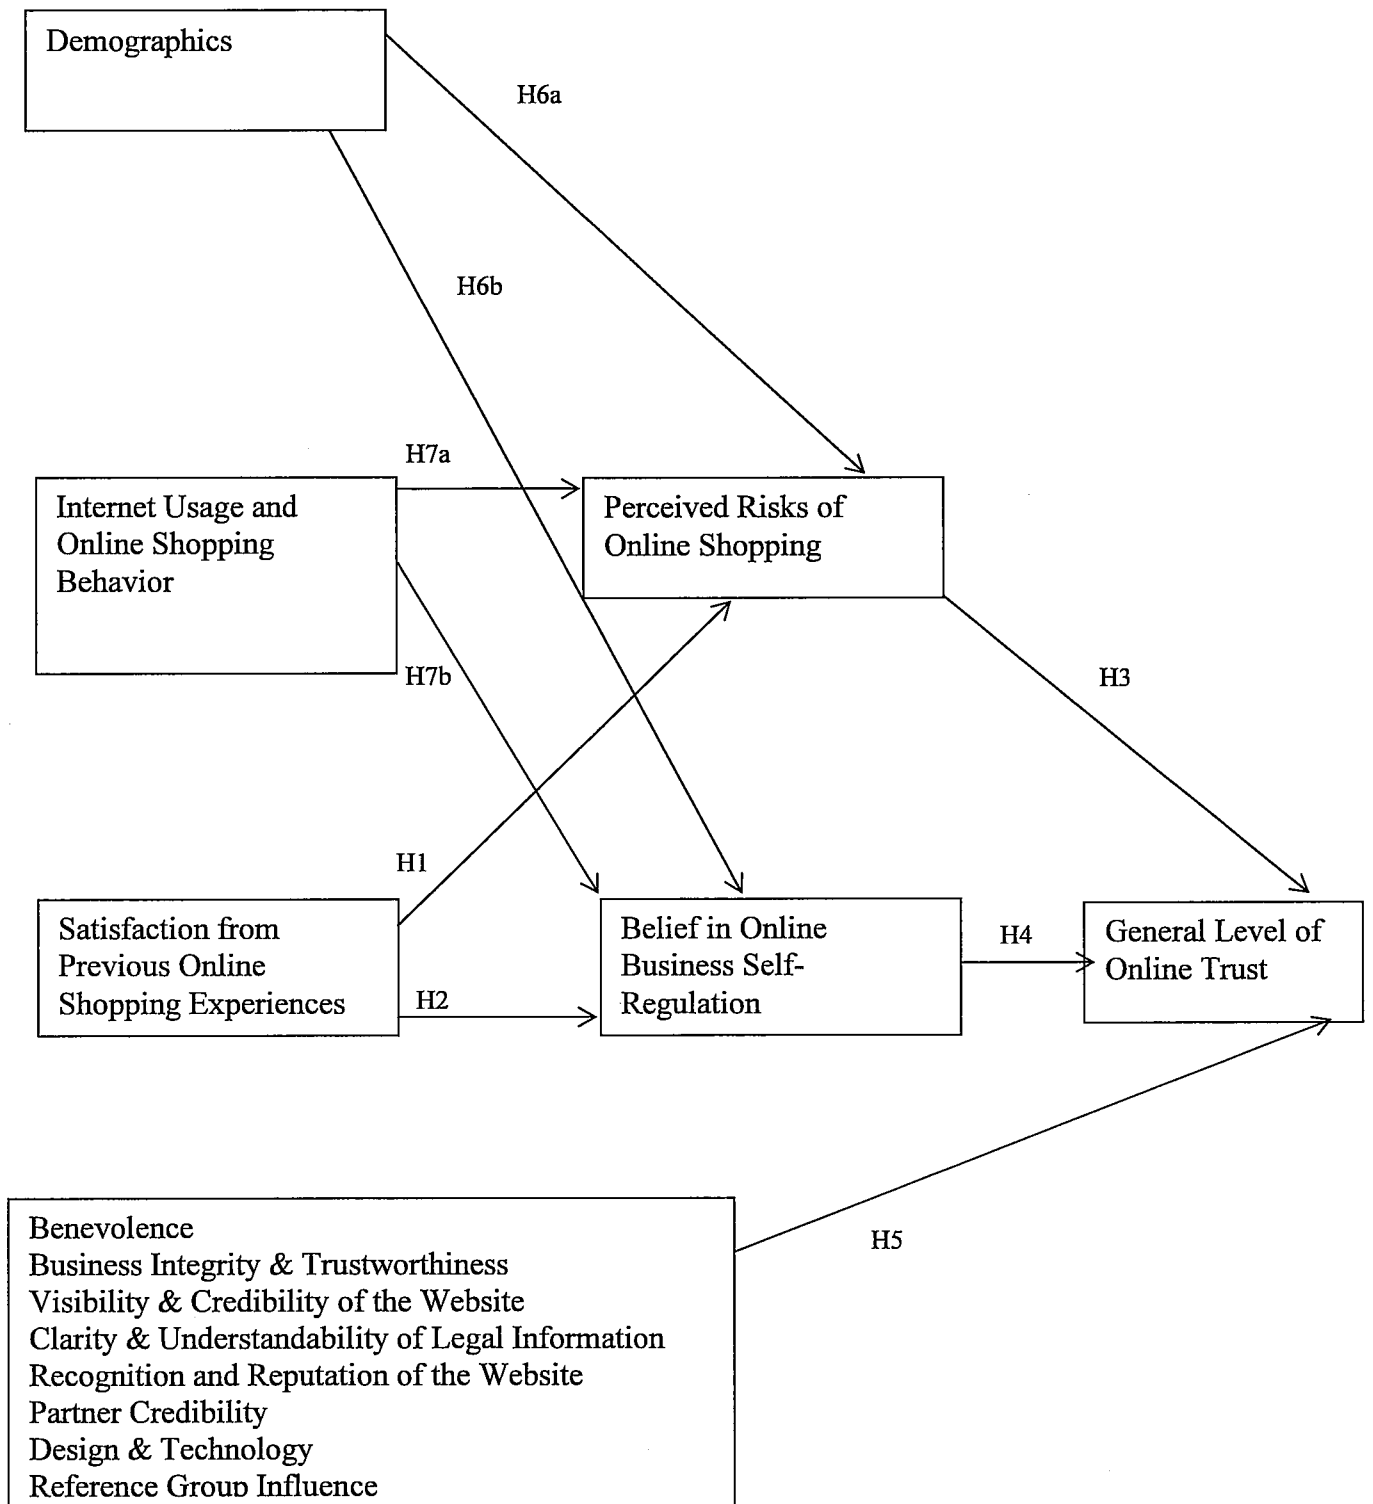 Demographics
H6a
H6b
H7a
Internet Usage and
Online Shopping
Behavior
Perceived Risks of
Online Shopping
H7b
H3
H1
Satisfaction from
Previous Online
Shopping Experiences
H2
Belief in Online
Business Self-
Regulation
H4
General Level of
Online Trust
H5
Benevolence
Business Integrity & Trustworthiness
Visibility & Credibility of the Website
Clarity & Understandability of Legal Information
Recognition and Reputation of the Website
Partner Credibility
Design & Technology
Reference Group Influence